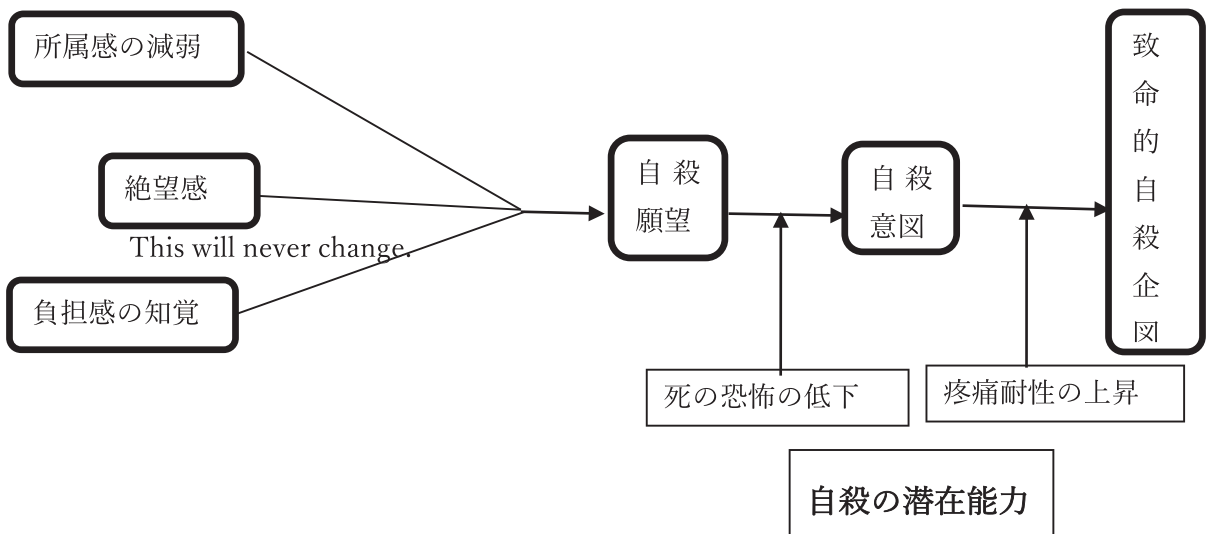 所属感の減弱
絶望感
This will never change.
負担感の知覚
自殺
願望
自殺
意図
致
命
的
自
殺
企
図
死の恐怖の低下
疼痛耐性の上昇
自殺の潜在能力